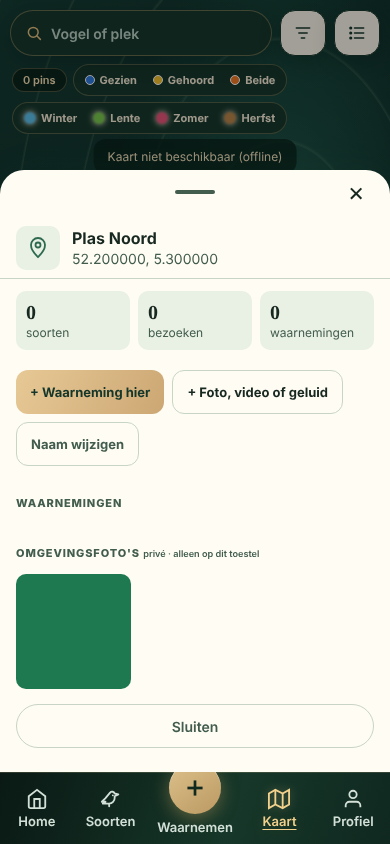 Vogel of plek
0 pins
Gezien
Gehoord
Beide
Winter
Lente
Zomer
Herfst
Kaart niet beschikbaar (offline)
Plas Noord
52.200000, 5.300000
0
soorten
0
bezoeken
0
waarnemingen
+ Waarneming hier
+ Foto, video of geluid
Naam wijzigen
WAARNEMINGEN
OMGEVINGSFOTO'S privé · alleen op dit toestel
Sluiten
Home
Soorten
Waarnemen
Kaart
Profiel